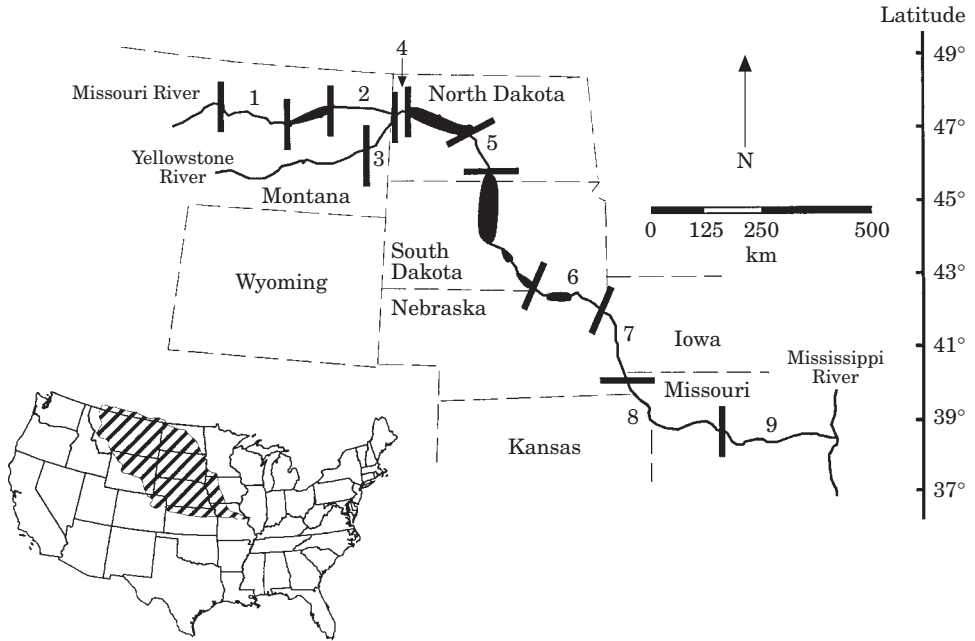 Latitude
4
49°
Missouri River
1
2
North Dakota
47°
Yellowstone
River
3
5
N
Montana
45°
0 125 250 500
km
South
Dakota
Wyoming
6
43°
Nebraska
7
Iowa
41°
Mississippi
River
Missouri
8
9
39°
Kansas
37°